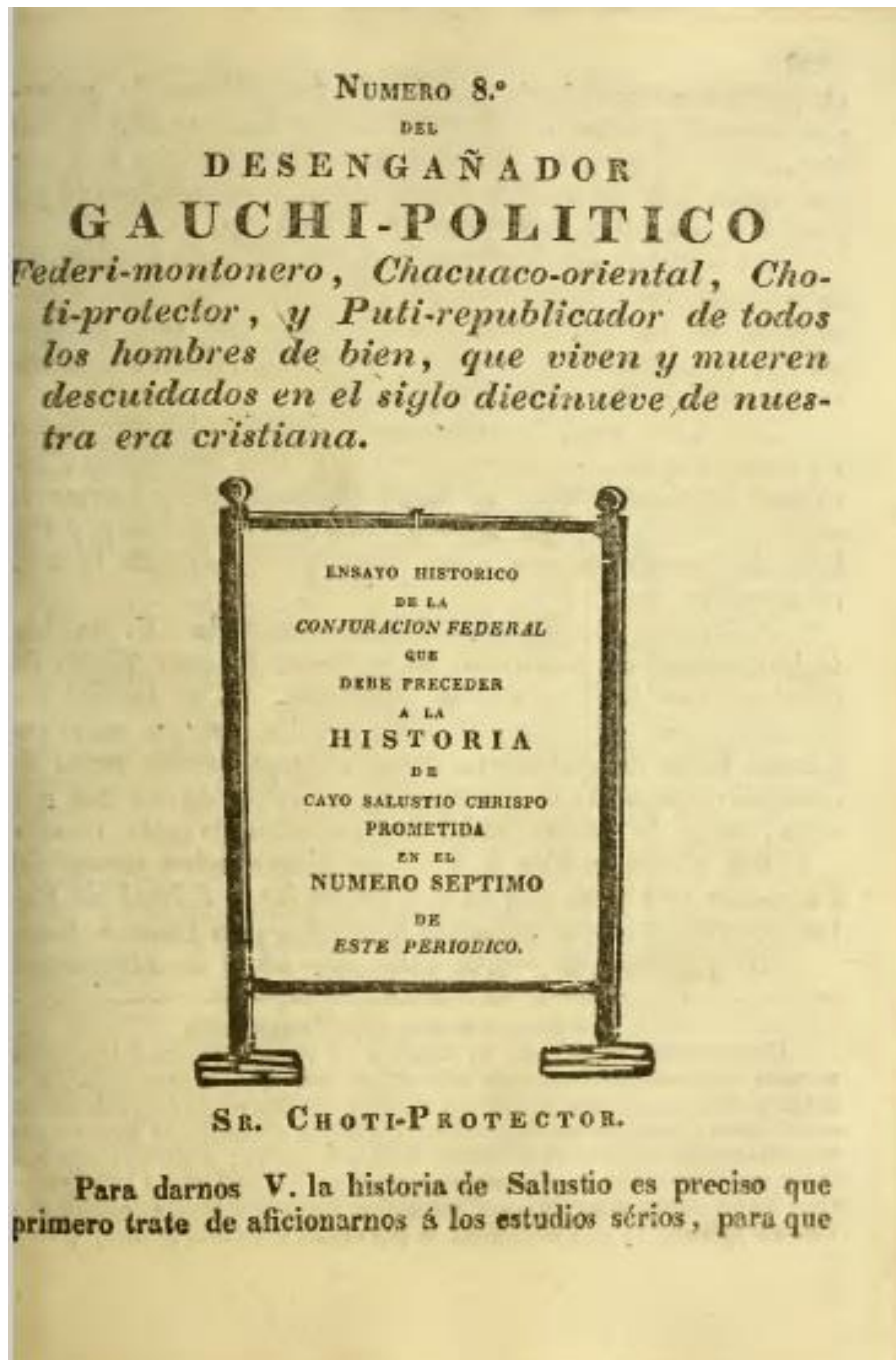 NUMERO 8.º
DEL
DESENGAÑADOR
GAUCHI-POLITICO
Federi-montonero, Chacuaco-oriental, Cho-
ti-protector, y Puti-republicador de todos
los hombres de bien, que viven y mueren
descuidados en el siglo diecinueve de nues-
tra era cristiana.
ENSAYO HISTORICO
DE LA
CONJURACION FEDERAL
QUE
DEBE PRECEDER
A LA
HISTORIA
DE
CAYO SALUSTIO CHRISPO
PROMETIDA
EN EL
NUMERO SEPTIMO
DE
ESTE PERIODICO.
SR. CHOTI-PROTECTOR.
Para darnos V. la historia de Salustio es preciso que
primero trate de aficionarnos á los estudios sérios, para que